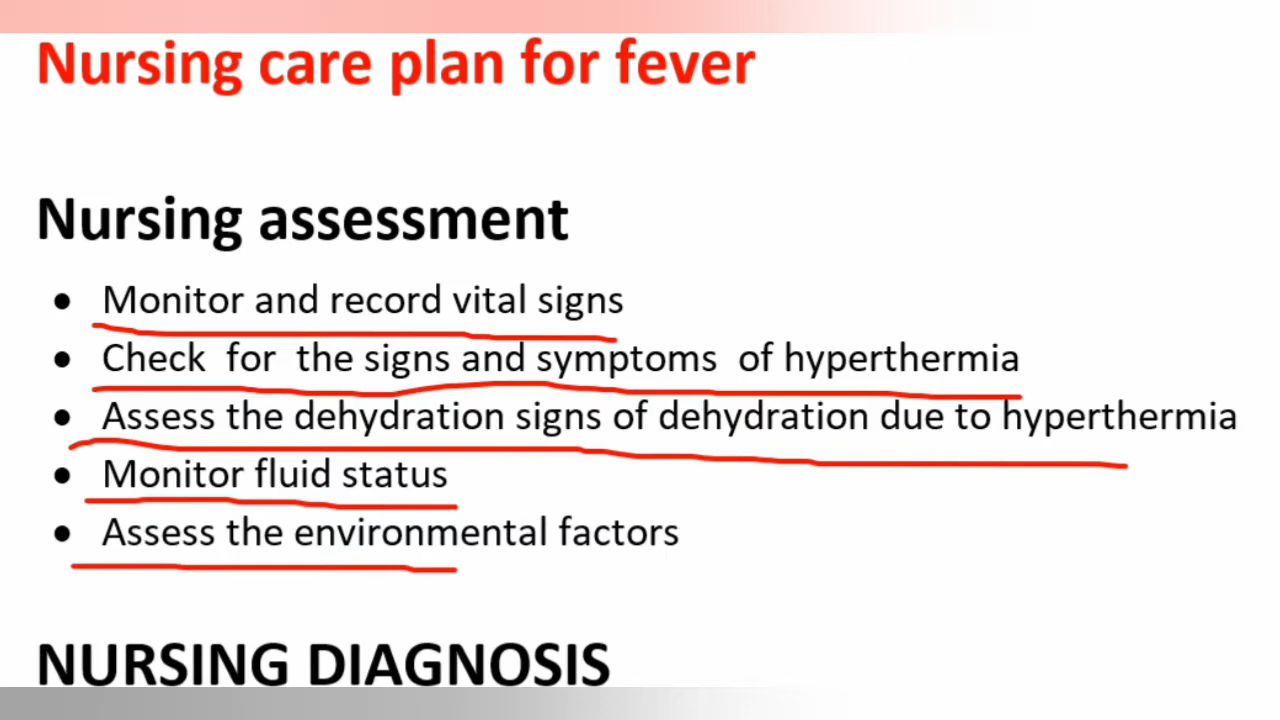 Nursing care plan for fever
Nursing assessment
• Monitor and record vital signs
• Check for the signs and symptoms of hyperthermia
• Assess the dehydration signs of dehydration due to hyperthermia
• Monitor fluid status
• Assess the environmental factors
NURSING DIAGNOSIS